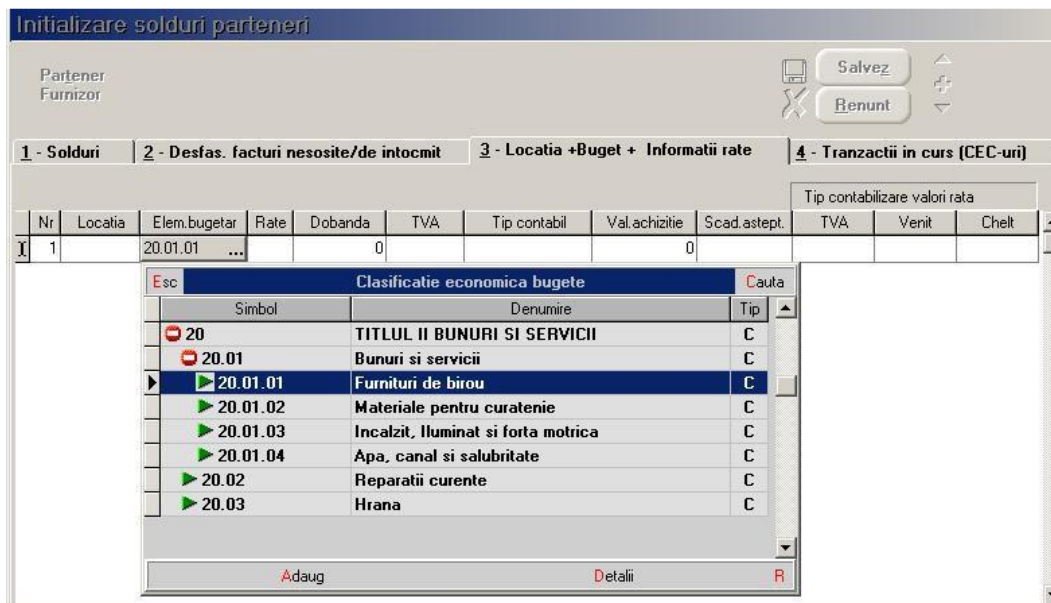 Initializare solduri parteneri
Partener
Furnizor
Salvez
Renunt
1 - Solduri 2 - Desfas. facturi nesosite/de intocmit 3 - Locatia +Buget + Informatii rate 4 - Tranzactii in curs (CEC-uri)
Tip contabilizare valori rata
Nr Locatia Elem.bugetar Rate Dobanda TVA Tip contabil Val.achizitie Scad.astept. TVA Venit Chelt
1 20.01.01 ... 0 0
Esc Clasificatie economica bugete Cauta
Simbol Denumire Tip
20 TITLUL II BUNURI SI SERVICII C
20.01 Bunuri si servicii C
20.01.01 Furnituri de birou C
20.01.02 Materiale pentru curatenie C
20.01.03 Incalzit, Iluminat si forta motrica C
20.01.04 Apa, canal si salubritate C
20.02 Reparatii curente C
20.03 Hrana C
Adaug Detalii R